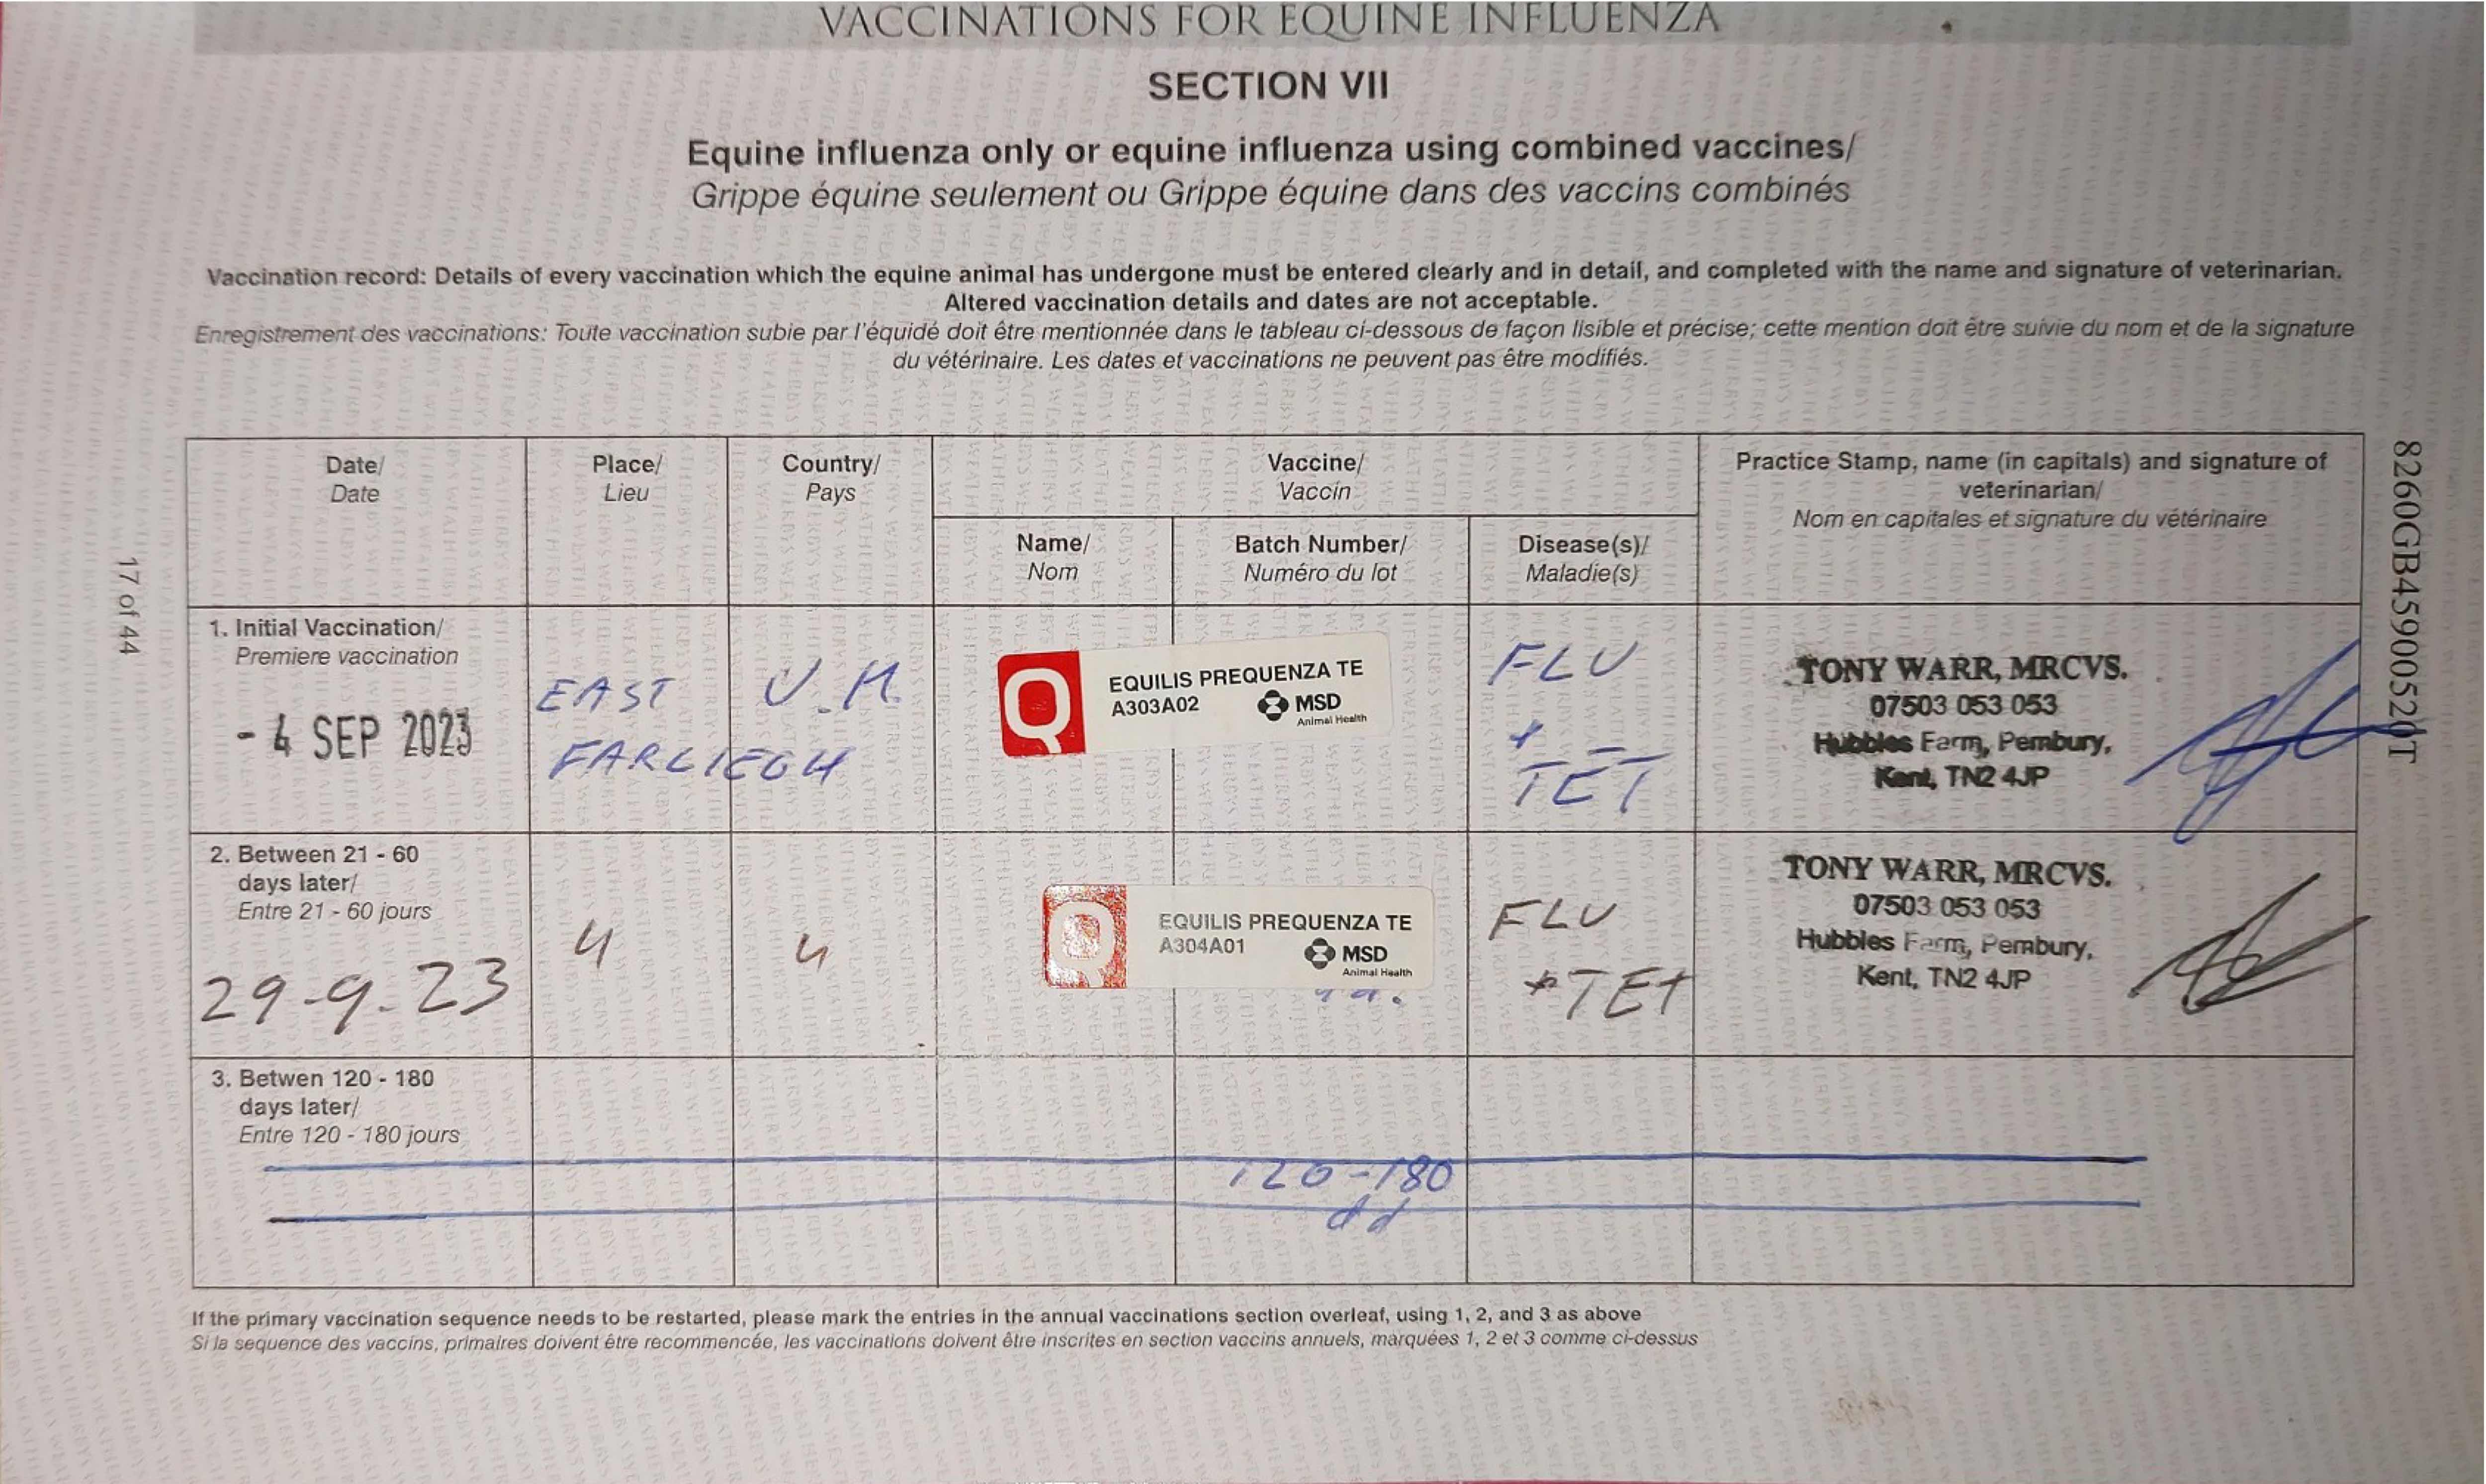 VACCINATIONS FOR EQUINE INFLUENZA
SECTION VII
Equine influenza only or equine influenza using combined vaccines/
Grippe équine seulement ou Grippe équine dans des vaccins combinés
Vaccination record: Details of every vaccination which the equine animal has undergone must be entered clearly and in detail, and completed with the name and signature of veterinarian.
Altered vaccination details and dates are not acceptable.
Enregistrement des vaccinations: Toute vaccination subie par l'équidé doit être mentionnée dans le tableau ci-dessous de façon lisible et précise; cette mention doit être suivie du nom et de la signature
du vétérinaire. Les dates et vaccinations ne peuvent pas être modifiés.
Date/
Date
Place/
Lieu
Country/
Pays
Vaccine/
Vaccin
Practice Stamp, name (in capitals) and signature of
veterinarian/
Nom en capitales et signature du vétérinaire
Name/
Nom
Batch Number/
Numéro du lot
Disease(s)/
Maladie(s)
1. Initial Vaccination/
Premiere vaccination
- 4 SEP 2023
EAST
FARLIEGH
U.K.
EQUILIS PREQUENZA TE
A303A02
MSD
Animal Health
FLU
+
TET
TONY WARR, MRCVS.
07503 053 053
Hubbles Farm, Pembury,
Kent, TN2 4JP
2. Between 21 - 60
days later/
Entre 21 - 60 jours
29-9-23
EQUILIS PREQUENZA TE
A304A01
MSD
Animal Health
FLU
+TET
TONY WARR, MRCVS.
07503 053 053
Hubbles Farm, Pembury,
Kent, TN2 4JP
3. Betwen 120 - 180
days later/
Entre 120 - 180 jours
120-180
If the primary vaccination sequence needs to be restarted, please mark the entries in the annual vaccinations section overleaf, using 1, 2, and 3 as above
Si la sequence des vaccins, primaires doivent être recommencée, les vaccinations doivent être inscrites en section vaccins annuels, marquées 1, 2 et 3 comme ci-dessus
17 of 44
8260GB45900520T